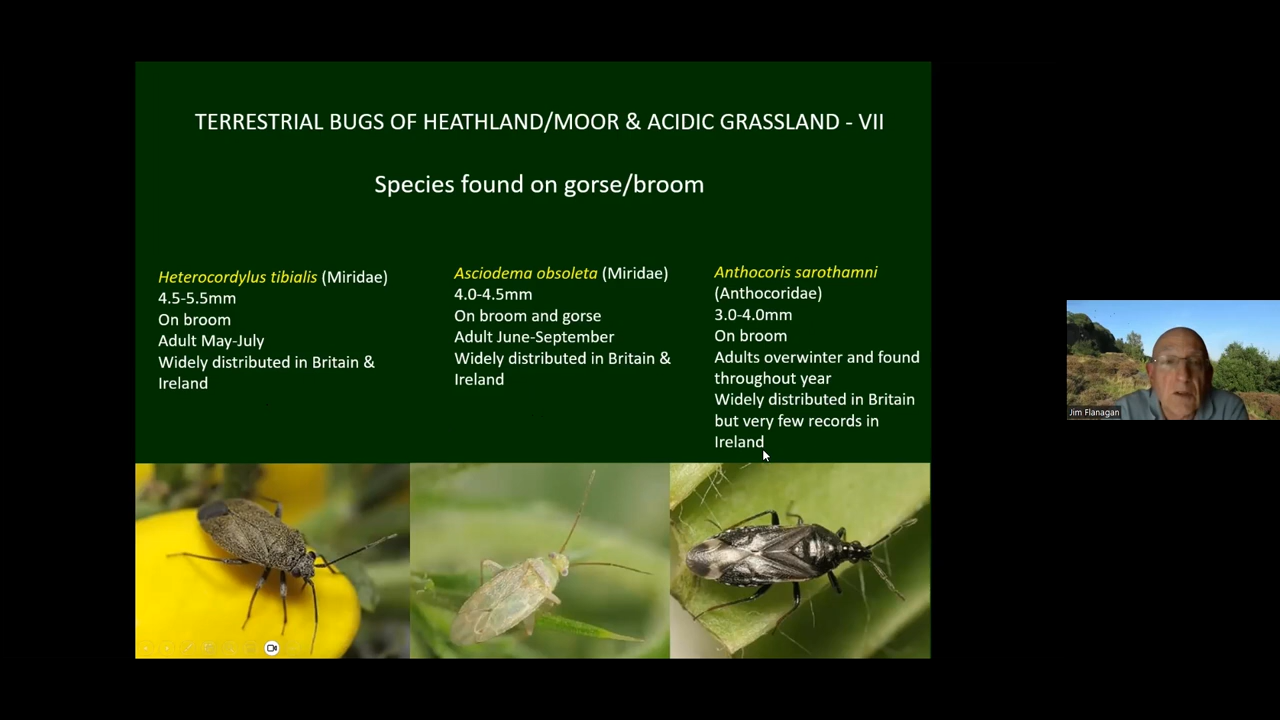 TERRESTRIAL BUGS OF HEATHLAND/MOOR & ACIDIC GRASSLAND - VII
Species found on gorse/broom
Heterocordylus tibialis (Miridae)
4.5-5.5mm
On broom
Adult May-July
Widely distributed in Britain &
Ireland
Asciodema obsoleta (Miridae)
4.0-4.5mm
On broom and gorse
Adult June-September
Widely distributed in Britain &
Ireland
Anthocoris sarothamni
(Anthocoridae)
3.0-4.0mm
On broom
Adults overwinter and found
throughout year
Widely distributed in Britain
but very few records in
Ireland
Jim Flanagan